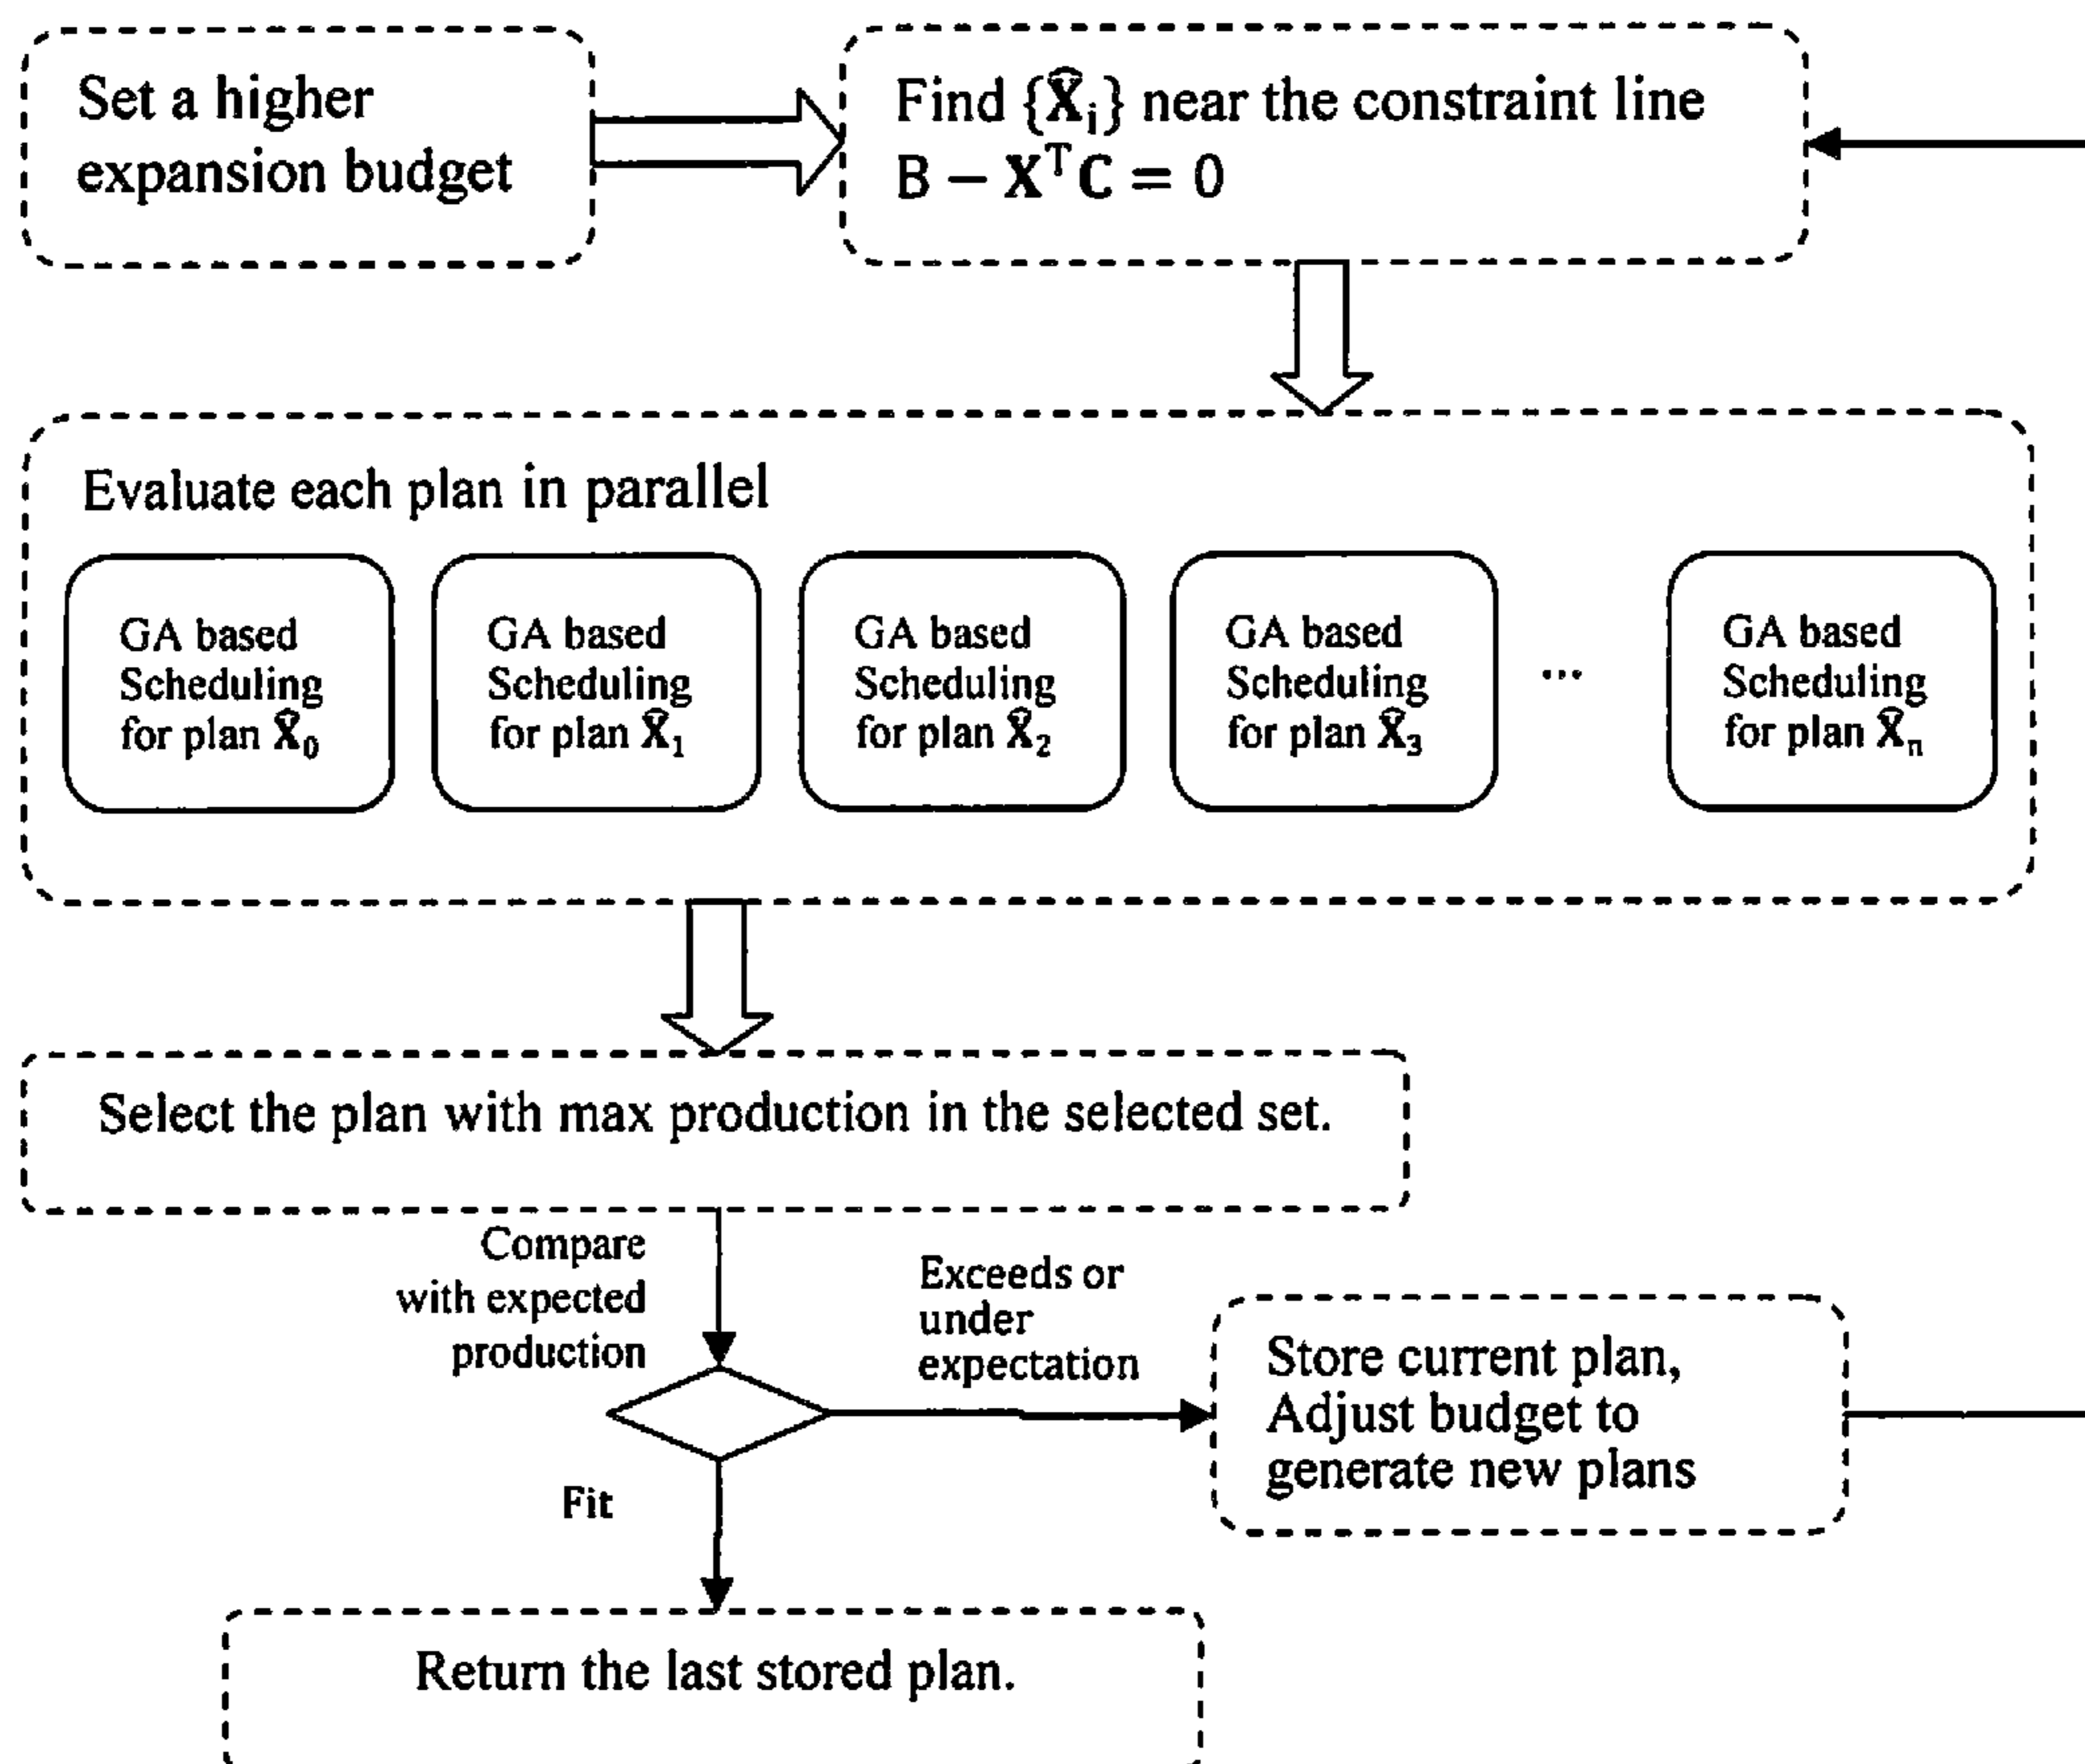 Set a higher
expansion budget
Find {X̂ᵢ} near the constraint line
B − XᵀC = 0
Evaluate each plan in parallel
GA based
Scheduling
for plan X̂₀
GA based
Scheduling
for plan X̂₁
GA based
Scheduling
for plan X̂₂
GA based
Scheduling
for plan X̂₃
...
GA based
Scheduling
for plan X̂ₙ
Select the plan with max production in the selected set.
Compare
with expected
production
Exceeds or
under
expectation
Store current plan,
Adjust budget to
generate new plans
Fit
Return the last stored plan.